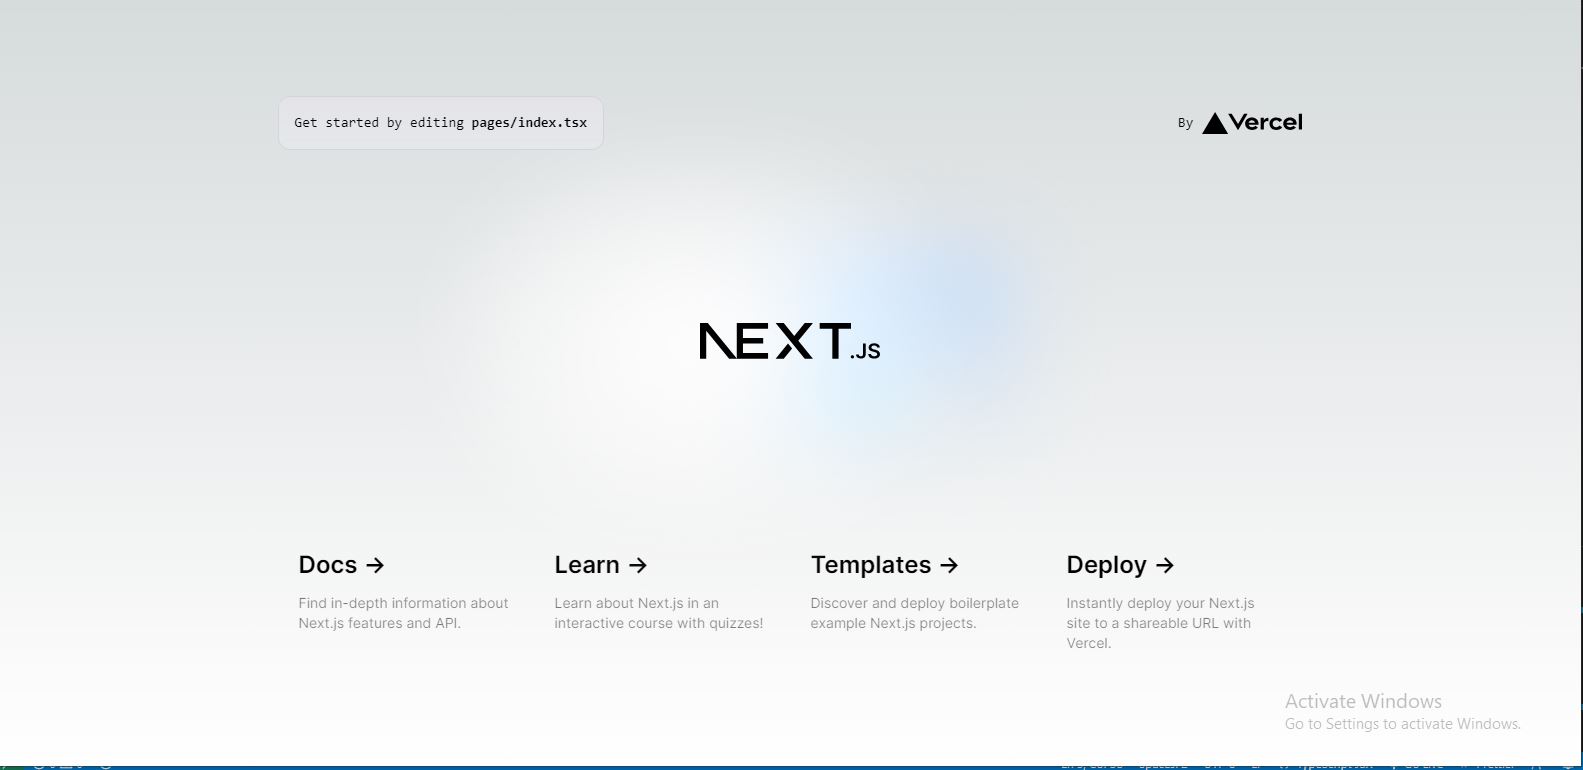 Get started by editing pages/index.tsx
By Vercel
NEXT.JS
Docs →
Find in-depth information about
Next.js features and API.
Learn →
Learn about Next.js in an
interactive course with quizzes!
Templates →
Discover and deploy boilerplate
example Next.js projects.
Deploy →
Instantly deploy your Next.js
site to a shareable URL with
Vercel.
Activate Windows
Go to Settings to activate Windows.